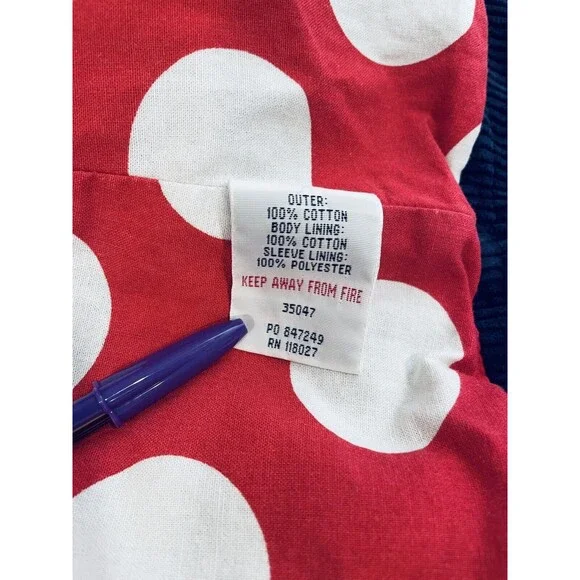 OUTER:
100% COTTON
BODY LINING:
100% COTTON
SLEEVE LINING:
100% POLYESTER
KEEP AWAY FROM FIRE
35047
PO 847249
RN 118027